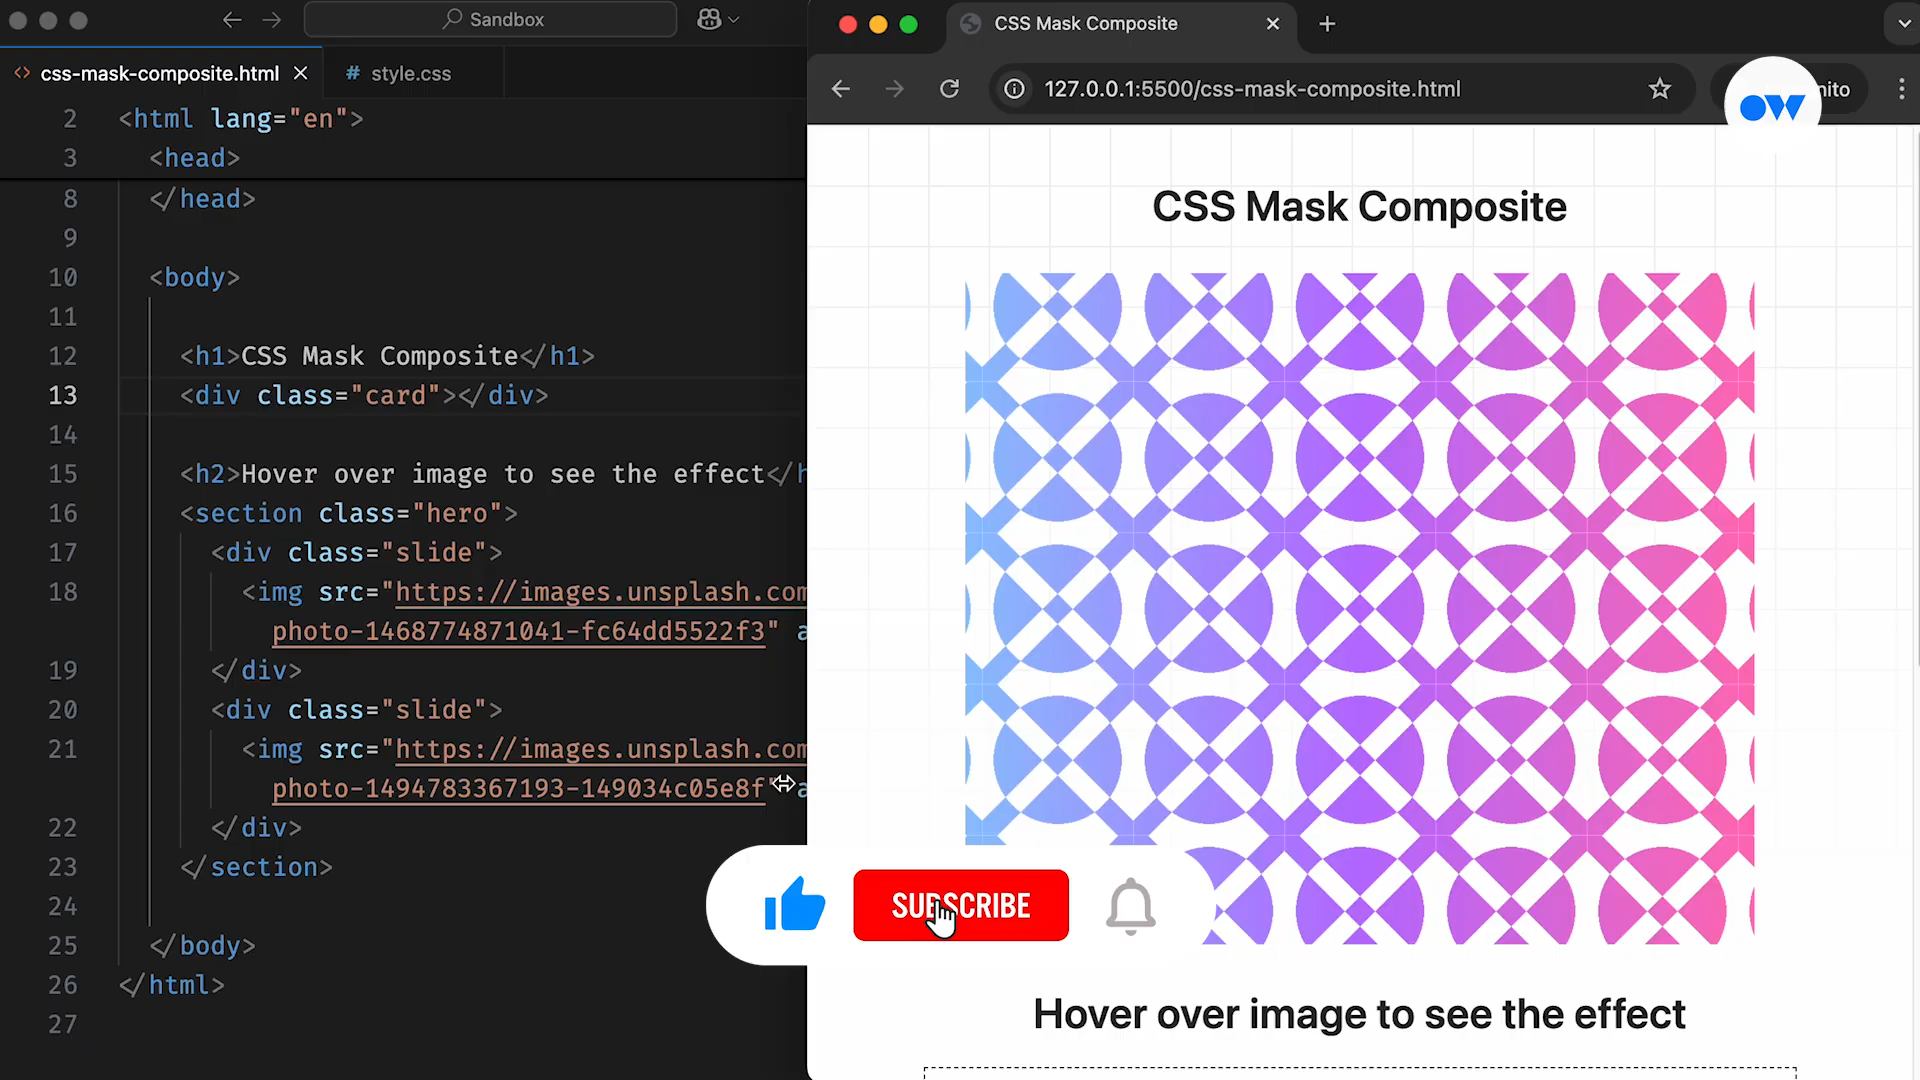 Sandbox
css-mask-composite.html
# style.css
2 <html lang="en">
3 <head>
8 </head>
9
10 <body>
11
12 <h1>CSS Mask Composite</h1>
13 <div class="card"></div>
14
15 <h2>Hover over image to see the effect</h
16 <section class="hero">
17 <div class="slide">
18 <img src="https://images.unsplash.com
photo-1468774871041-fc64dd5522f3" a
19 </div>
20 <div class="slide">
21 <img src="https://images.unsplash.com
photo-1494783367193-149034c05e8f" a
22 </div>
23 </section>
24
25 </body>
26 </html>
27
CSS Mask Composite
127.0.0.1:5500/css-mask-composite.html
nito
OW
CSS Mask Composite
SUBSCRIBE
Hover over image to see the effect